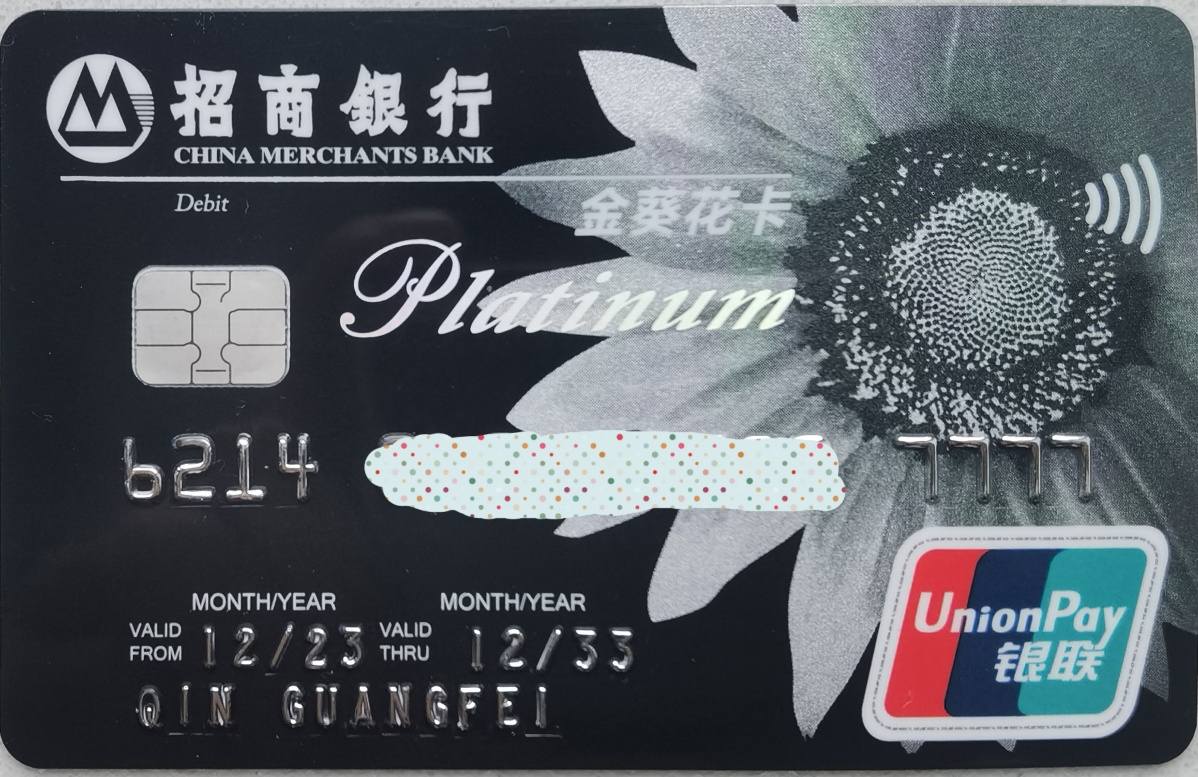 招商銀行
CHINA MERCHANTS BANK
Debit
金葵花卡
Platinum
6214 7777
MONTH/YEAR MONTH/YEAR
VALID FROM 12/23 VALID THRU 12/33
QIN GUANGFEI
UnionPay
银联